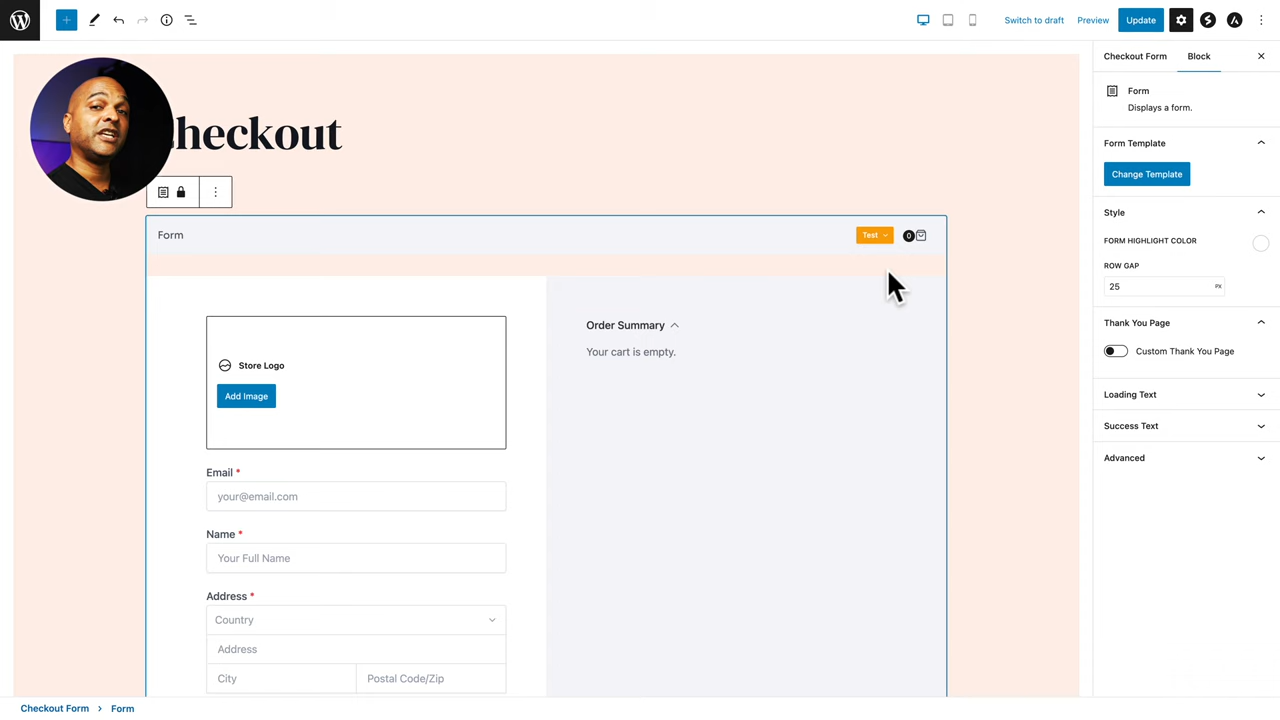 Switch to draft
Preview
Update
Checkout Form
Block
Form
Displays a form.
Form Template
Change Template
Style
FORM HIGHLIGHT COLOR
ROW GAP
25
PX
Thank You Page
Custom Thank You Page
Loading Text
Success Text
Advanced
heckout
Form
Test
0
Store Logo
Add Image
Order Summary
Your cart is empty.
Email *
your@email.com
Name *
Your Full Name
Address *
Country
Address
City
Postal Code/Zip
Checkout Form > Form